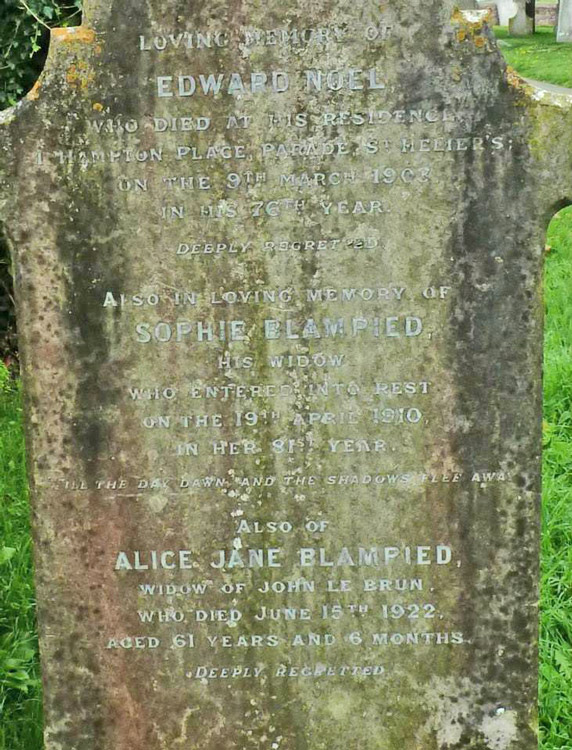 LOVING MEMORY OF
EDWARD NOEL
WHO DIED AT HIS RESIDENCE,
1 HAMPTON PLACE, PARADE, ST HELIER'S;
ON THE 9TH MARCH 1903.
IN HIS 76TH YEAR.
DEEPLY REGRETTED.
ALSO IN LOVING MEMORY OF
SOPHIE BLAMPIED,
HIS WIDOW
WHO ENTERED INTO REST
ON THE 19TH APRIL 1910,
IN HER 81ST YEAR.
TILL THE DAY DAWN, AND THE SHADOWS FLEE AWAY
ALSO OF
ALICE JANE BLAMPIED,
WIDOW OF JOHN LE BRUN,
WHO DIED JUNE 15TH 1922,
AGED 61 YEARS AND 6 MONTHS.
DEEPLY REGRETTED